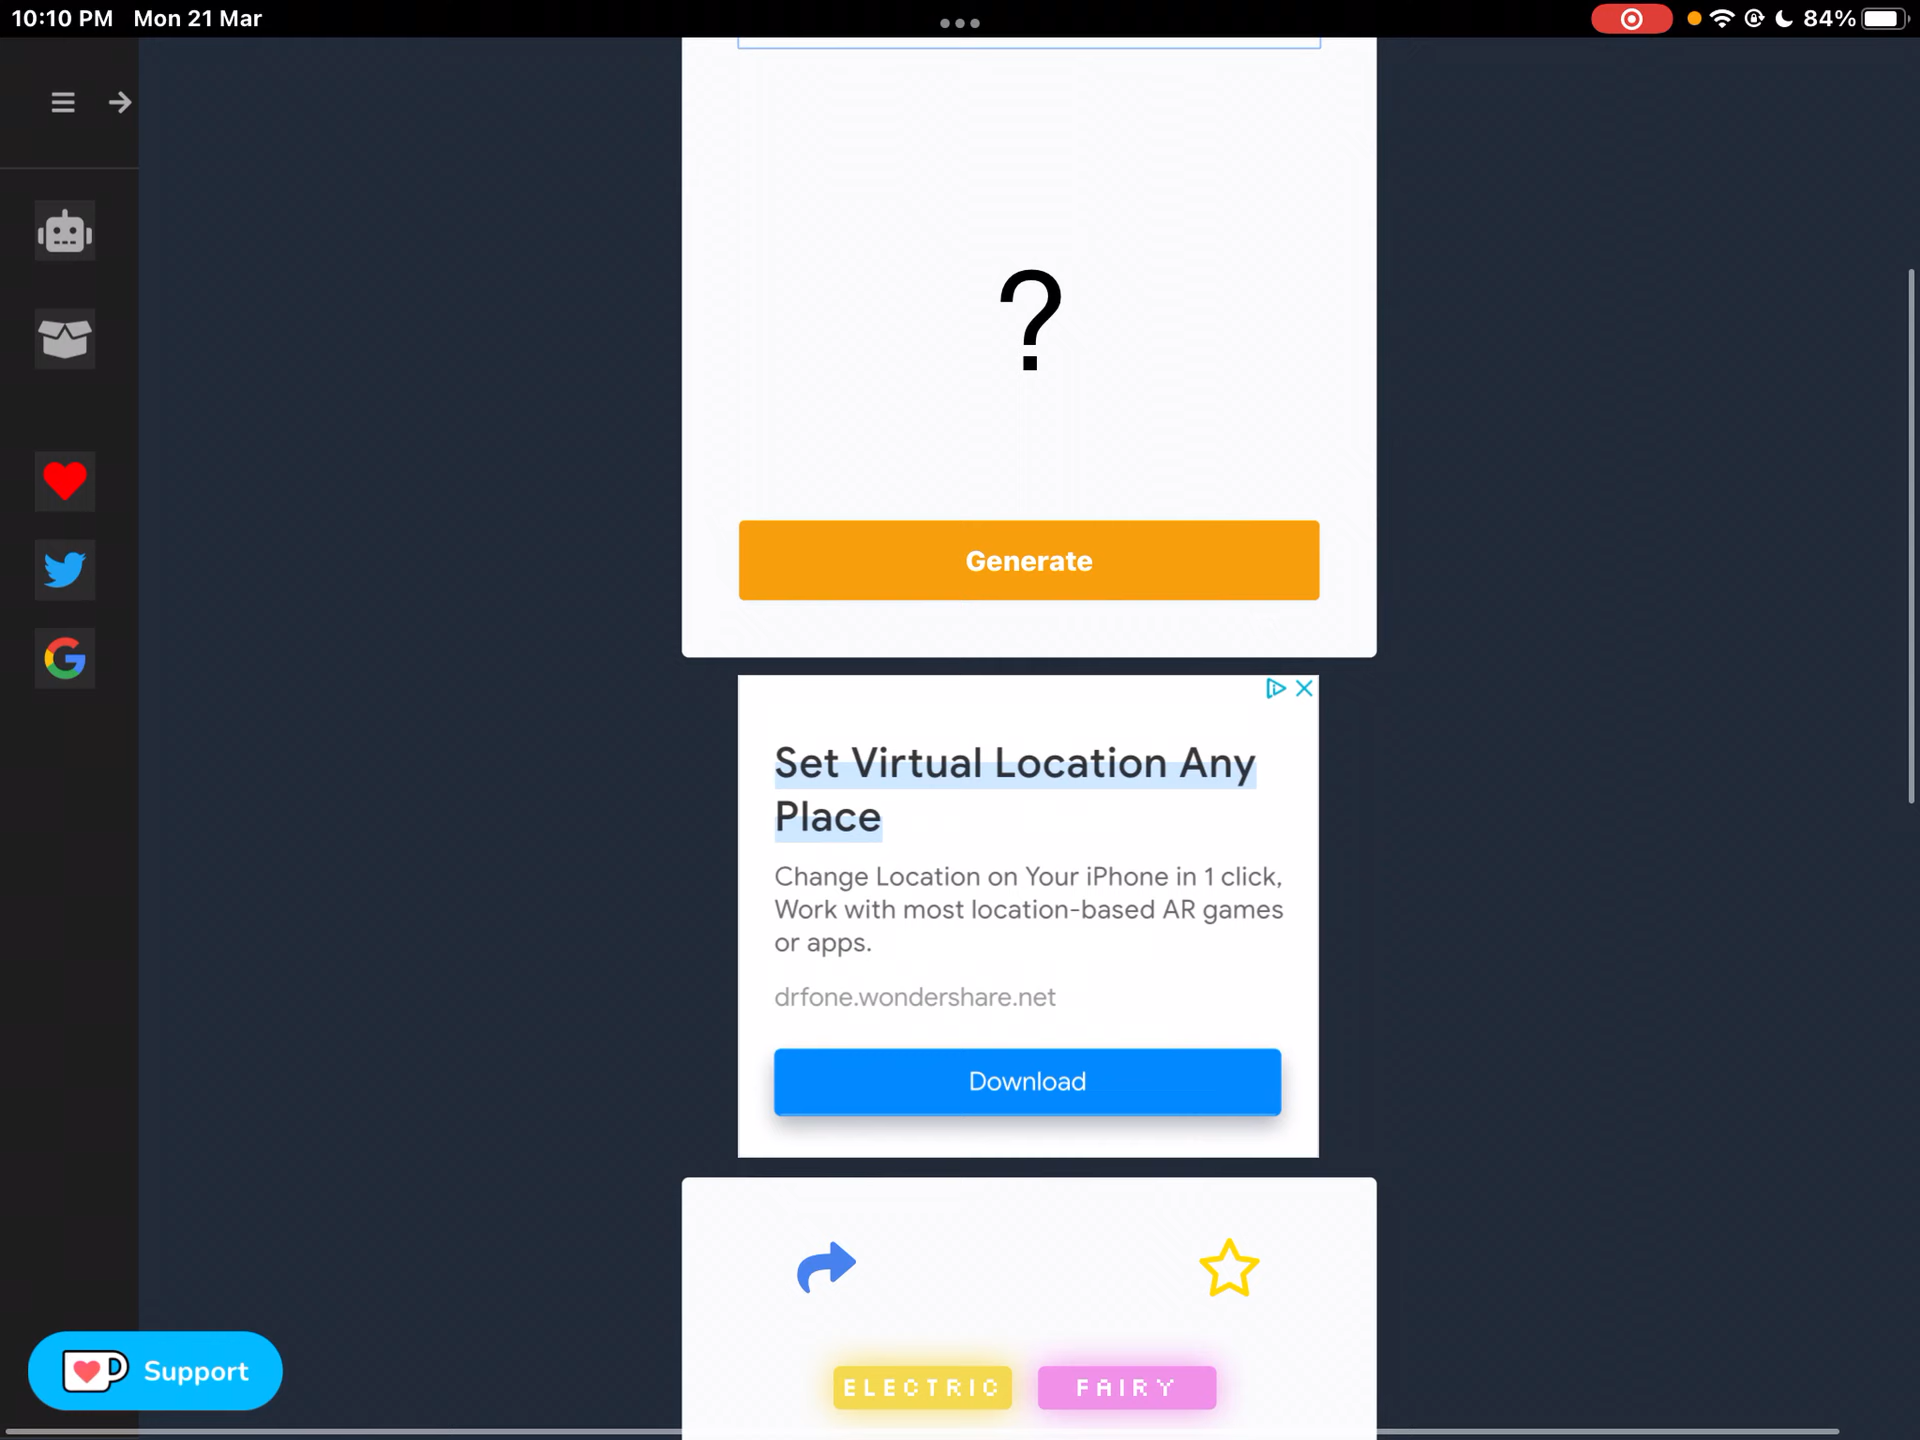 10:10 PM Mon 21 Mar
84%
?
Generate
Set Virtual Location Any
Place
Change Location on Your iPhone in 1 click,
Work with most location-based AR games
or apps.
drfone.wondershare.net
Download
ELECTRIC FAIRY
Support